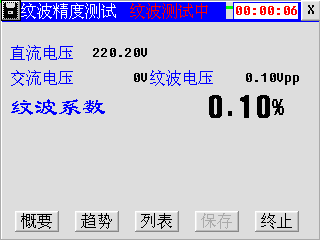 纹波精度测试 纹波测试中 00:00:06 X
直流电压 220.20V
交流电压 0V 纹波电压 0.10Vpp
纹波系数 0.10%
概要 趋势 列表 保存 终止